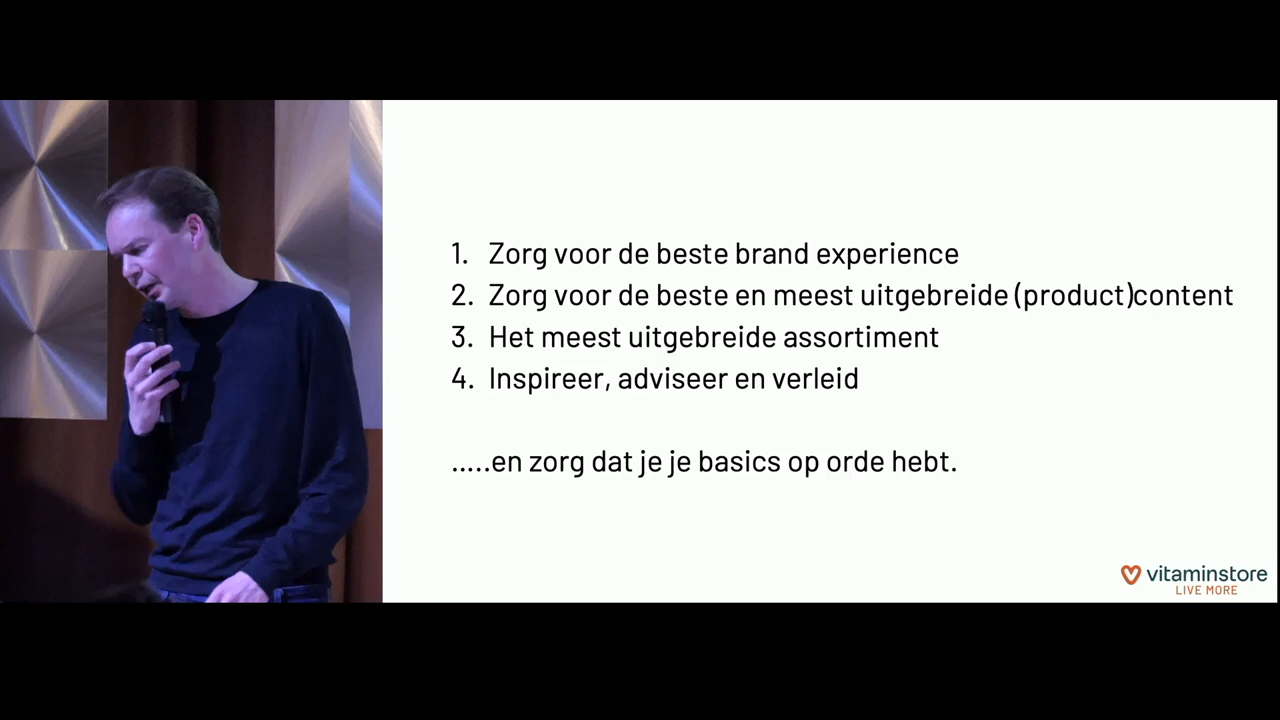 1. Zorg voor de beste brand experience
2. Zorg voor de beste en meest uitgebreide (product)content
3. Het meest uitgebreide assortiment
4. Inspireer, adviseer en verleid
.....en zorg dat je je basics op orde hebt.
vitaminstore
LIVE MORE